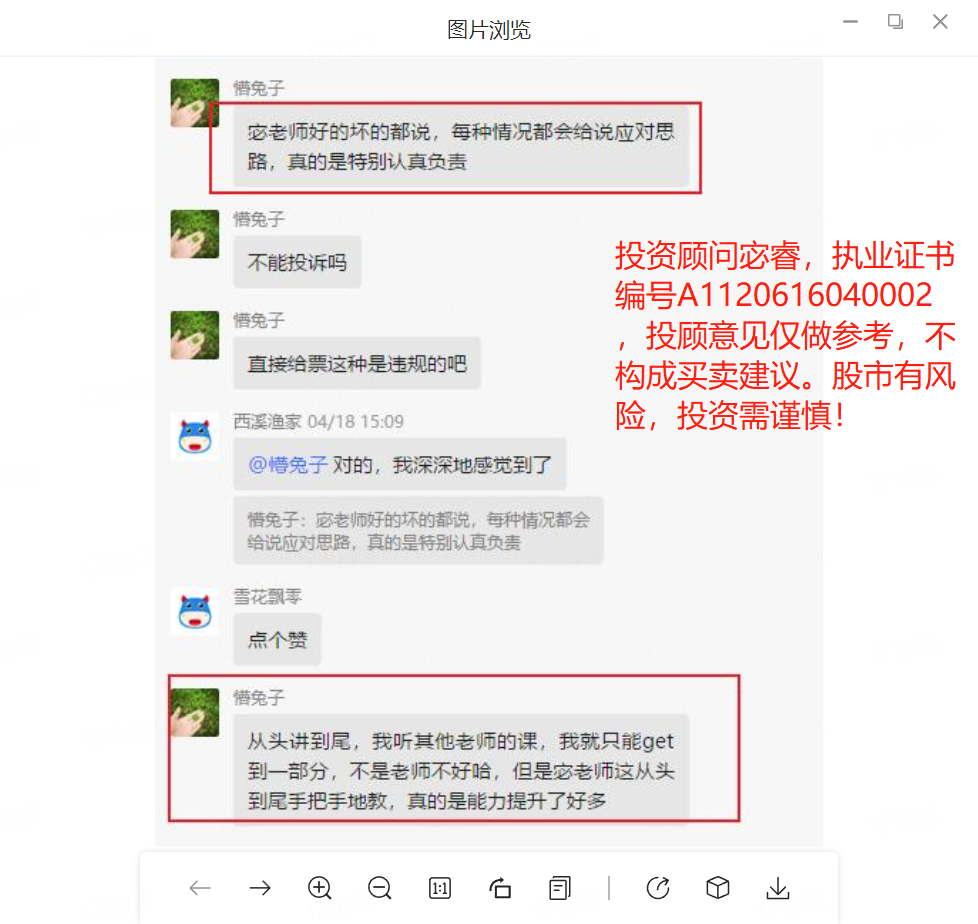 图片浏览
懵兔子
宓老师好的坏的都说，每种情况都会给说应对思
路，真的是特别认真负责
懵兔子
不能投诉吗
懵兔子
直接给票这种是违规的吧
西溪渔家 04/18 15:09
@懵兔子 对的，我深深地感觉到了
懵兔子：宓老师好的坏的都说，每种情况都会
给说应对思路，真的是特别认真负责
雪花飘零
点个赞
懵兔子
从头讲到尾，我听其他老师的课，我就只能get
到一部分，不是老师不好哈，但是宓老师这从头
到尾手把手地教，真的是能力提升了好多
投资顾问宓睿，执业证书
编号A1120616040002
，投顾意见仅做参考，不
构成买卖建议。股市有风
险，投资需谨慎！
1:1